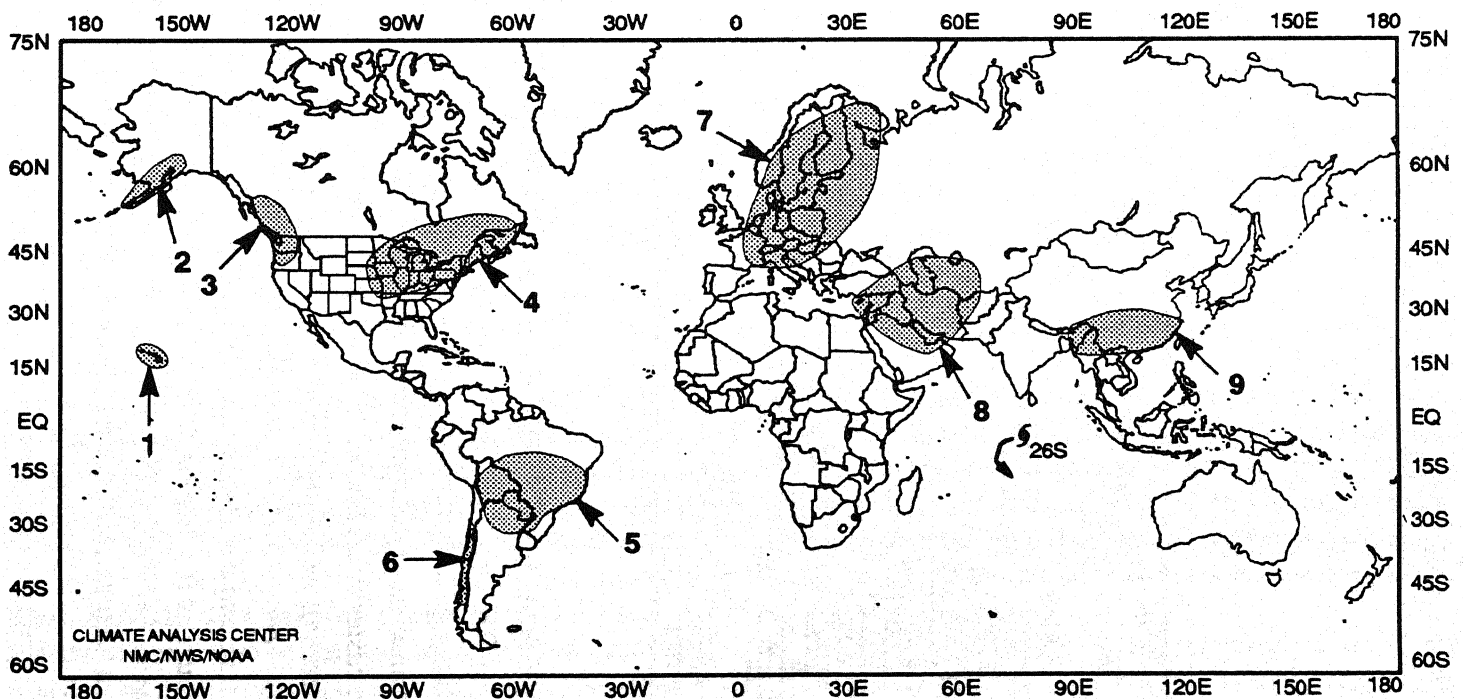 180 150W 120W 90W 60W 30W 0 30E 60E 90E 120E 150E 180
75N 75N
7
60N 60N
2
3
45N 45N
4
30N 30N
15N 15N
9
8
1
EQ EQ
26S
15S 15S
30S 30S
5
6
45S 45S
CLIMATE ANALYSIS CENTER
NMC/NWS/NOAA
60S 60S
180 150W 120W 90W 60W 30W 0 30E 60E 90E 120E 150E 180